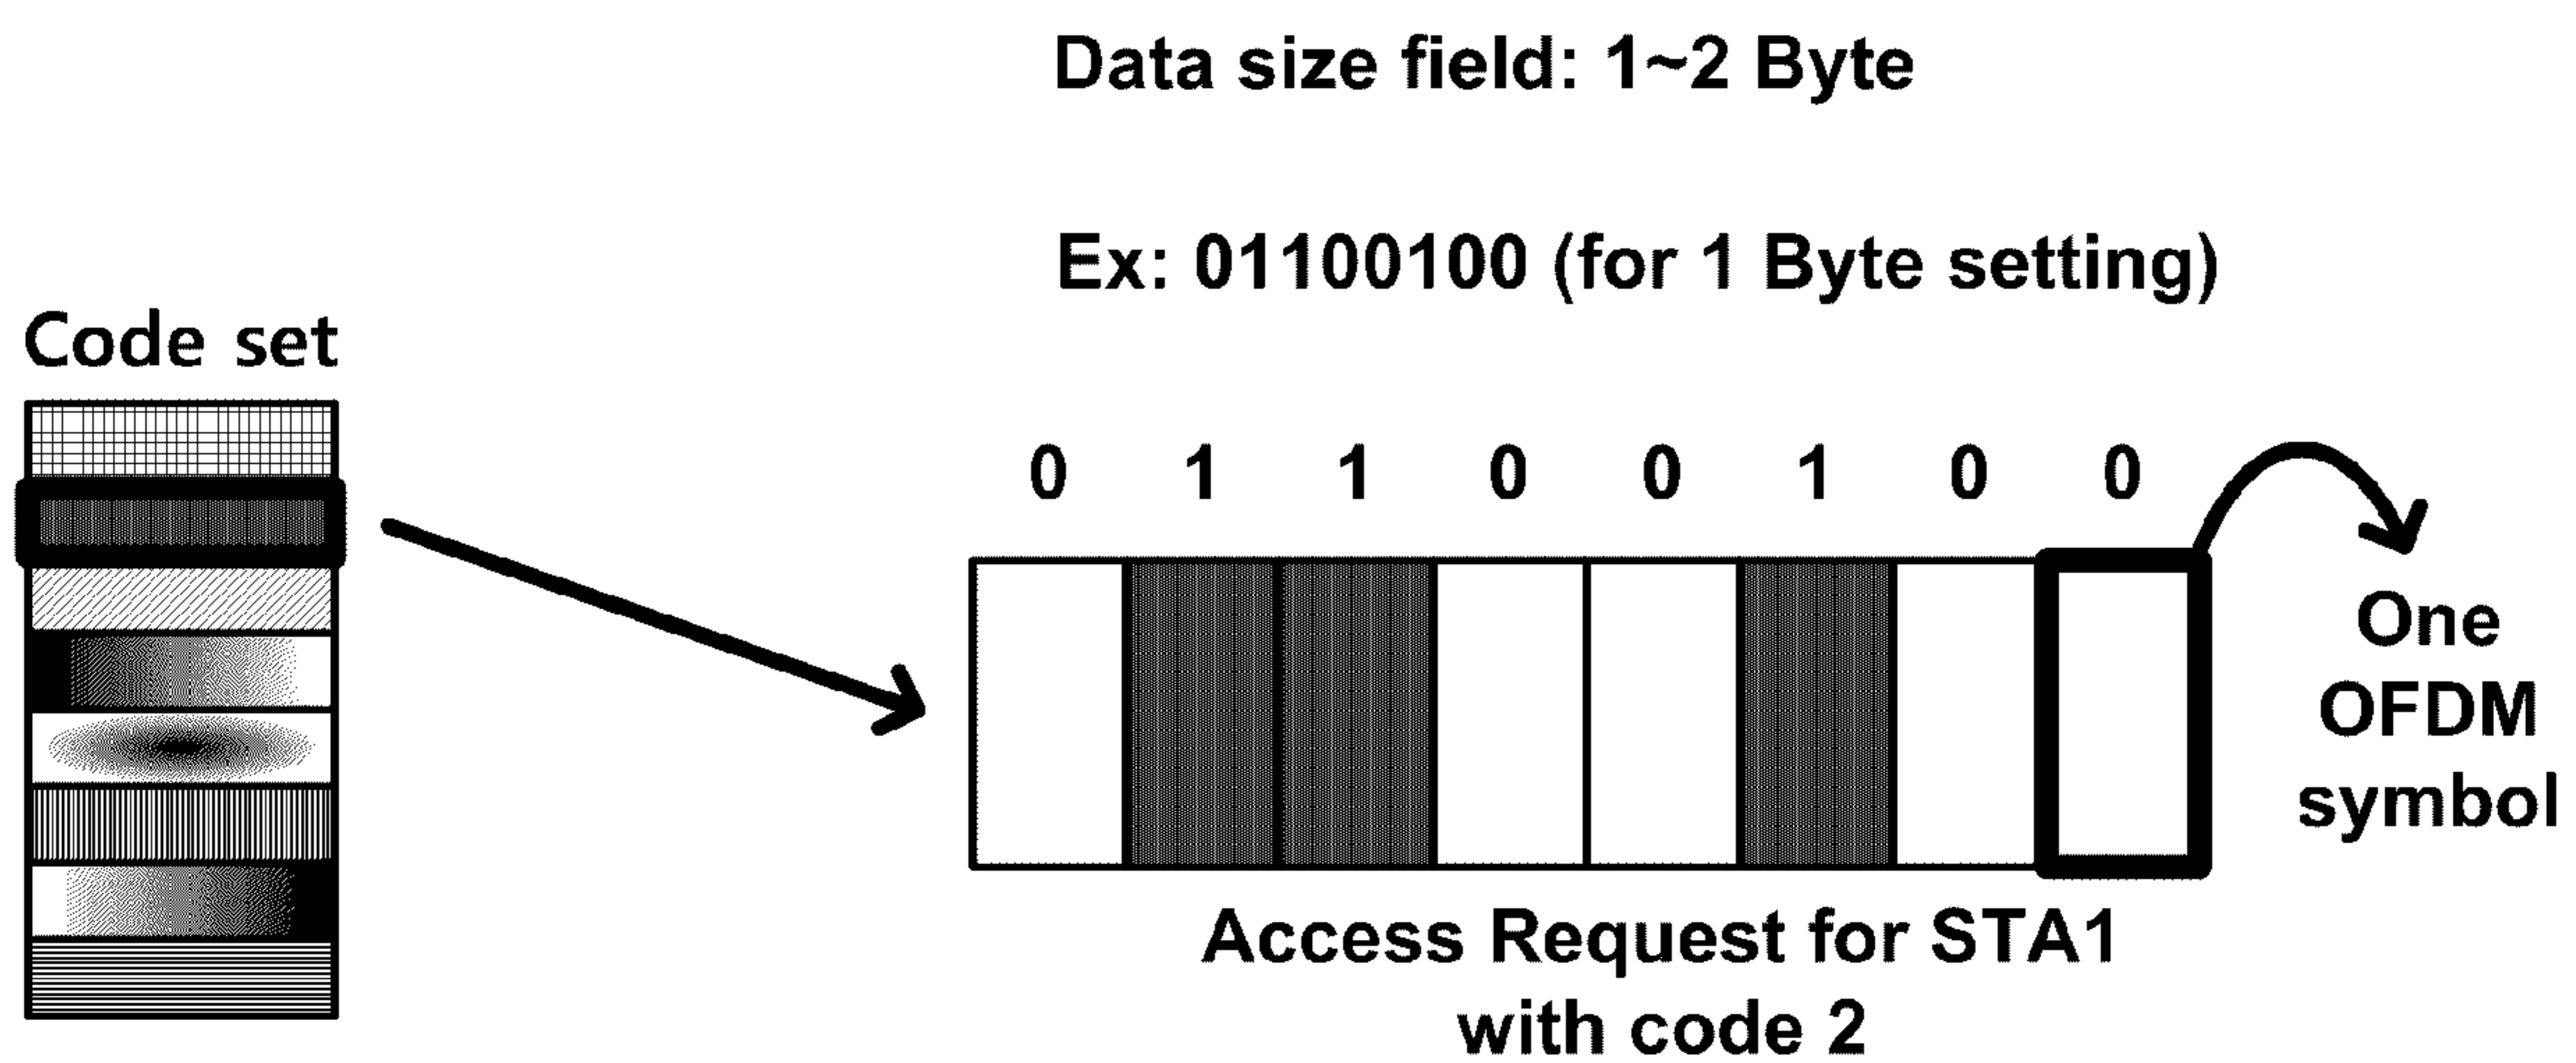 Data size field: 1~2 Byte
Ex: 01100100 (for 1 Byte setting)
Code set
0 1 1 0 0 1 0 0
One
OFDM
symbol
Access Request for STA1
with code 2